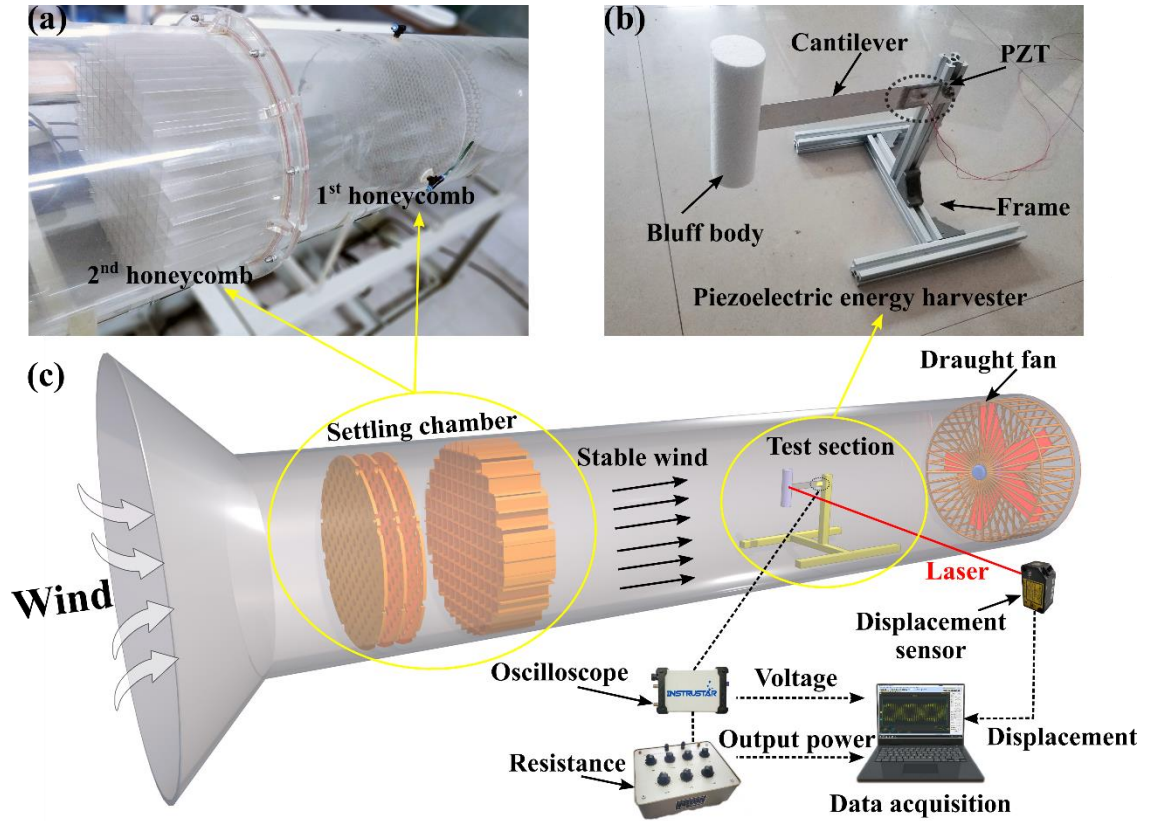 (a)
1st honeycomb
2nd honeycomb
(b)
Cantilever
PZT
Bluff body
Frame
Piezoelectric energy harvester
(c)
Draught fan
Settling chamber
Test section
Stable wind
Wind
Laser
Displacement
sensor
Oscilloscope
Voltage
INSTRUSTAR
Output power
Displacement
Resistance
Data acquisition